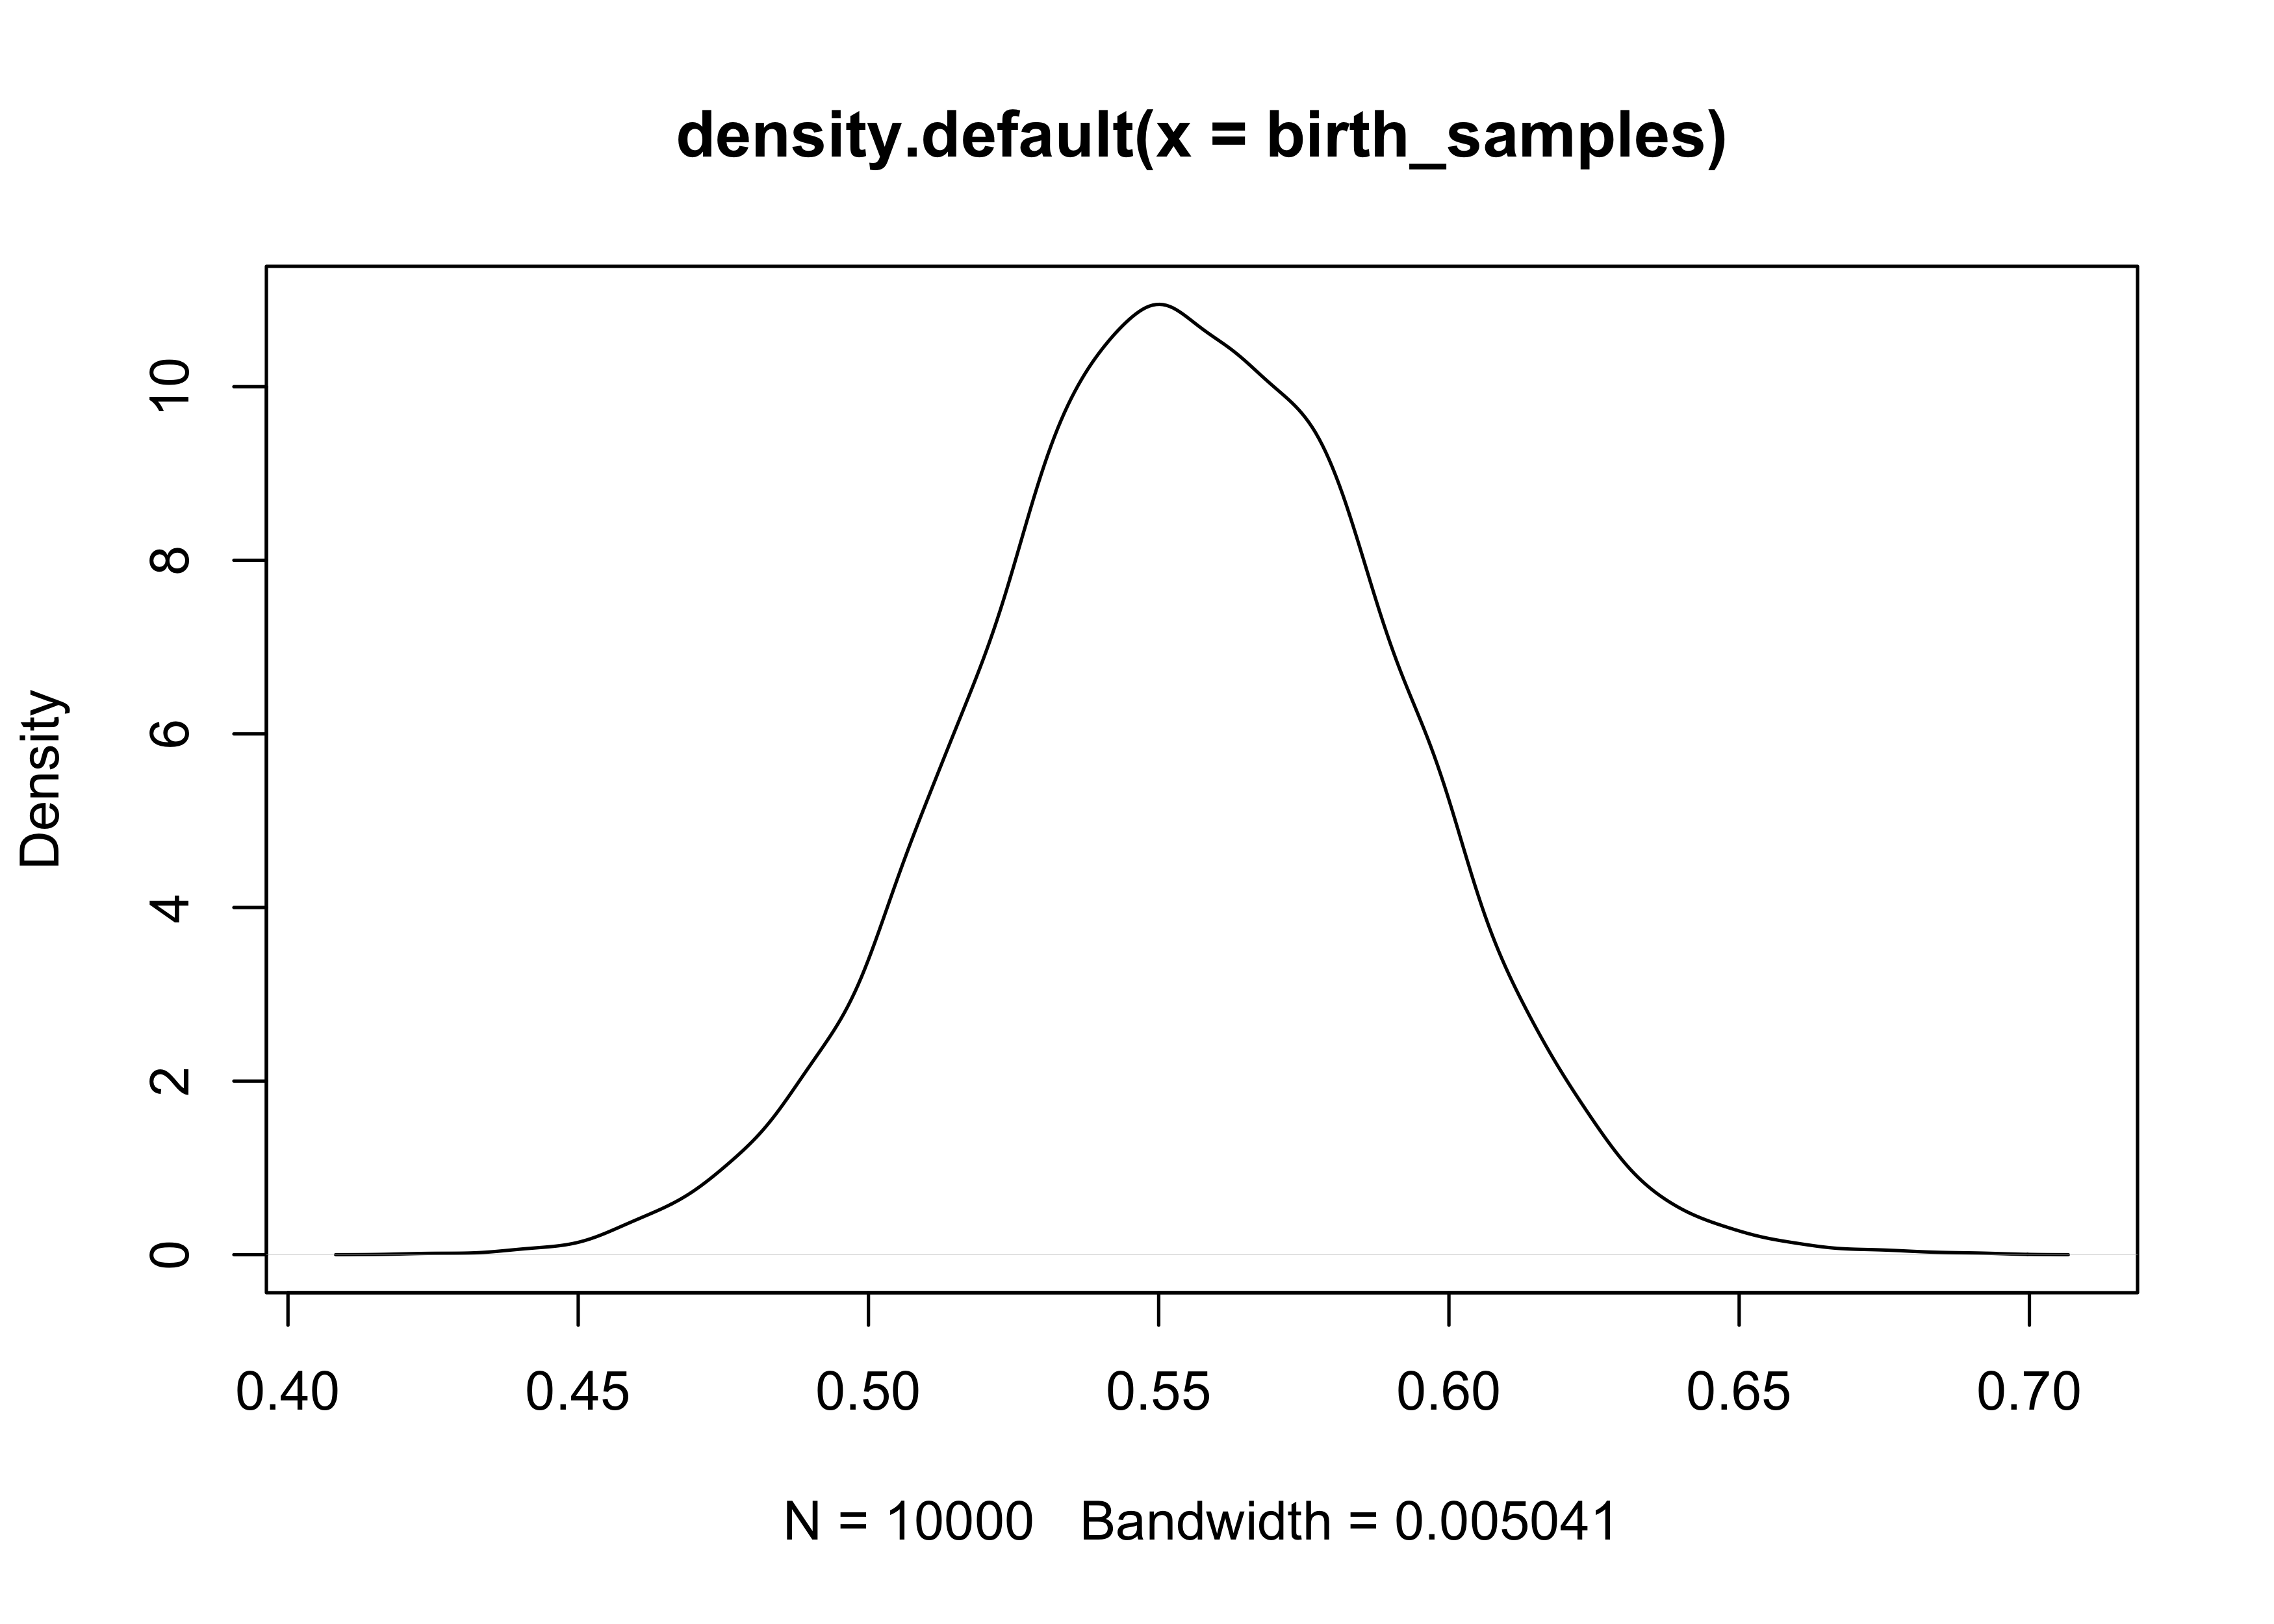 density.default(x = birth_samples)
Density
10
8
6
4
2
0
0.40 0.45 0.50 0.55 0.60 0.65 0.70
N = 10000 Bandwidth = 0.005041